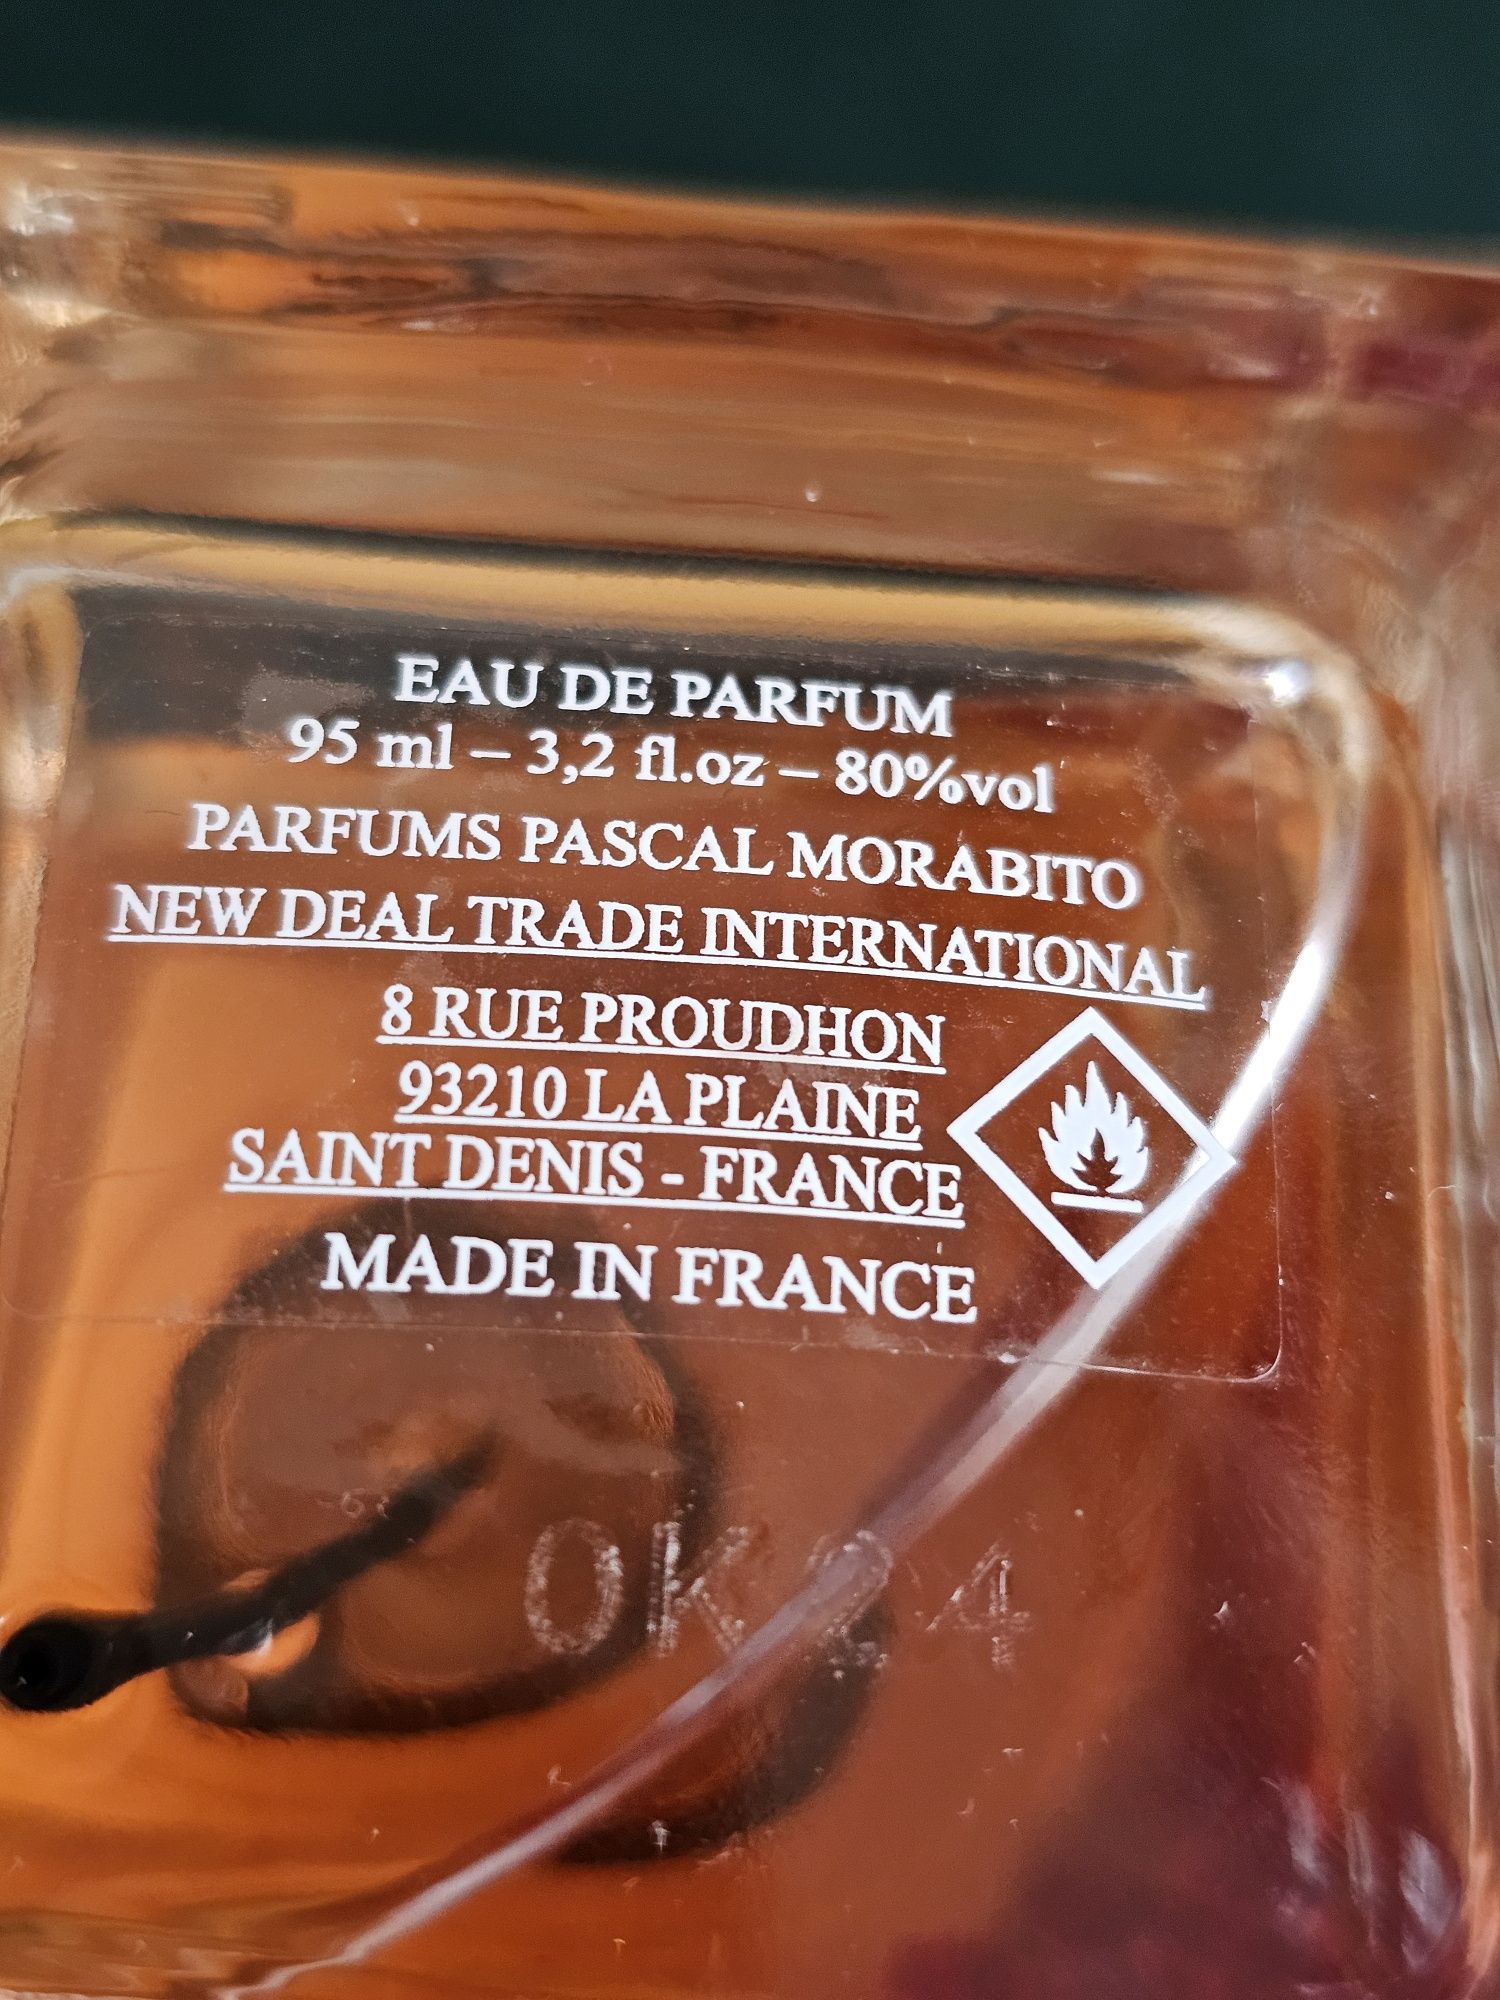 EAU DE PARFUM
95 ml – 3,2 fl.oz – 80%vol
PARFUMS PASCAL MORABITO
NEW DEAL TRADE INTERNATIONAL
8 RUE PROUDHON
93210 LA PLAINE
SAINT DENIS - FRANCE
MADE IN FRANCE